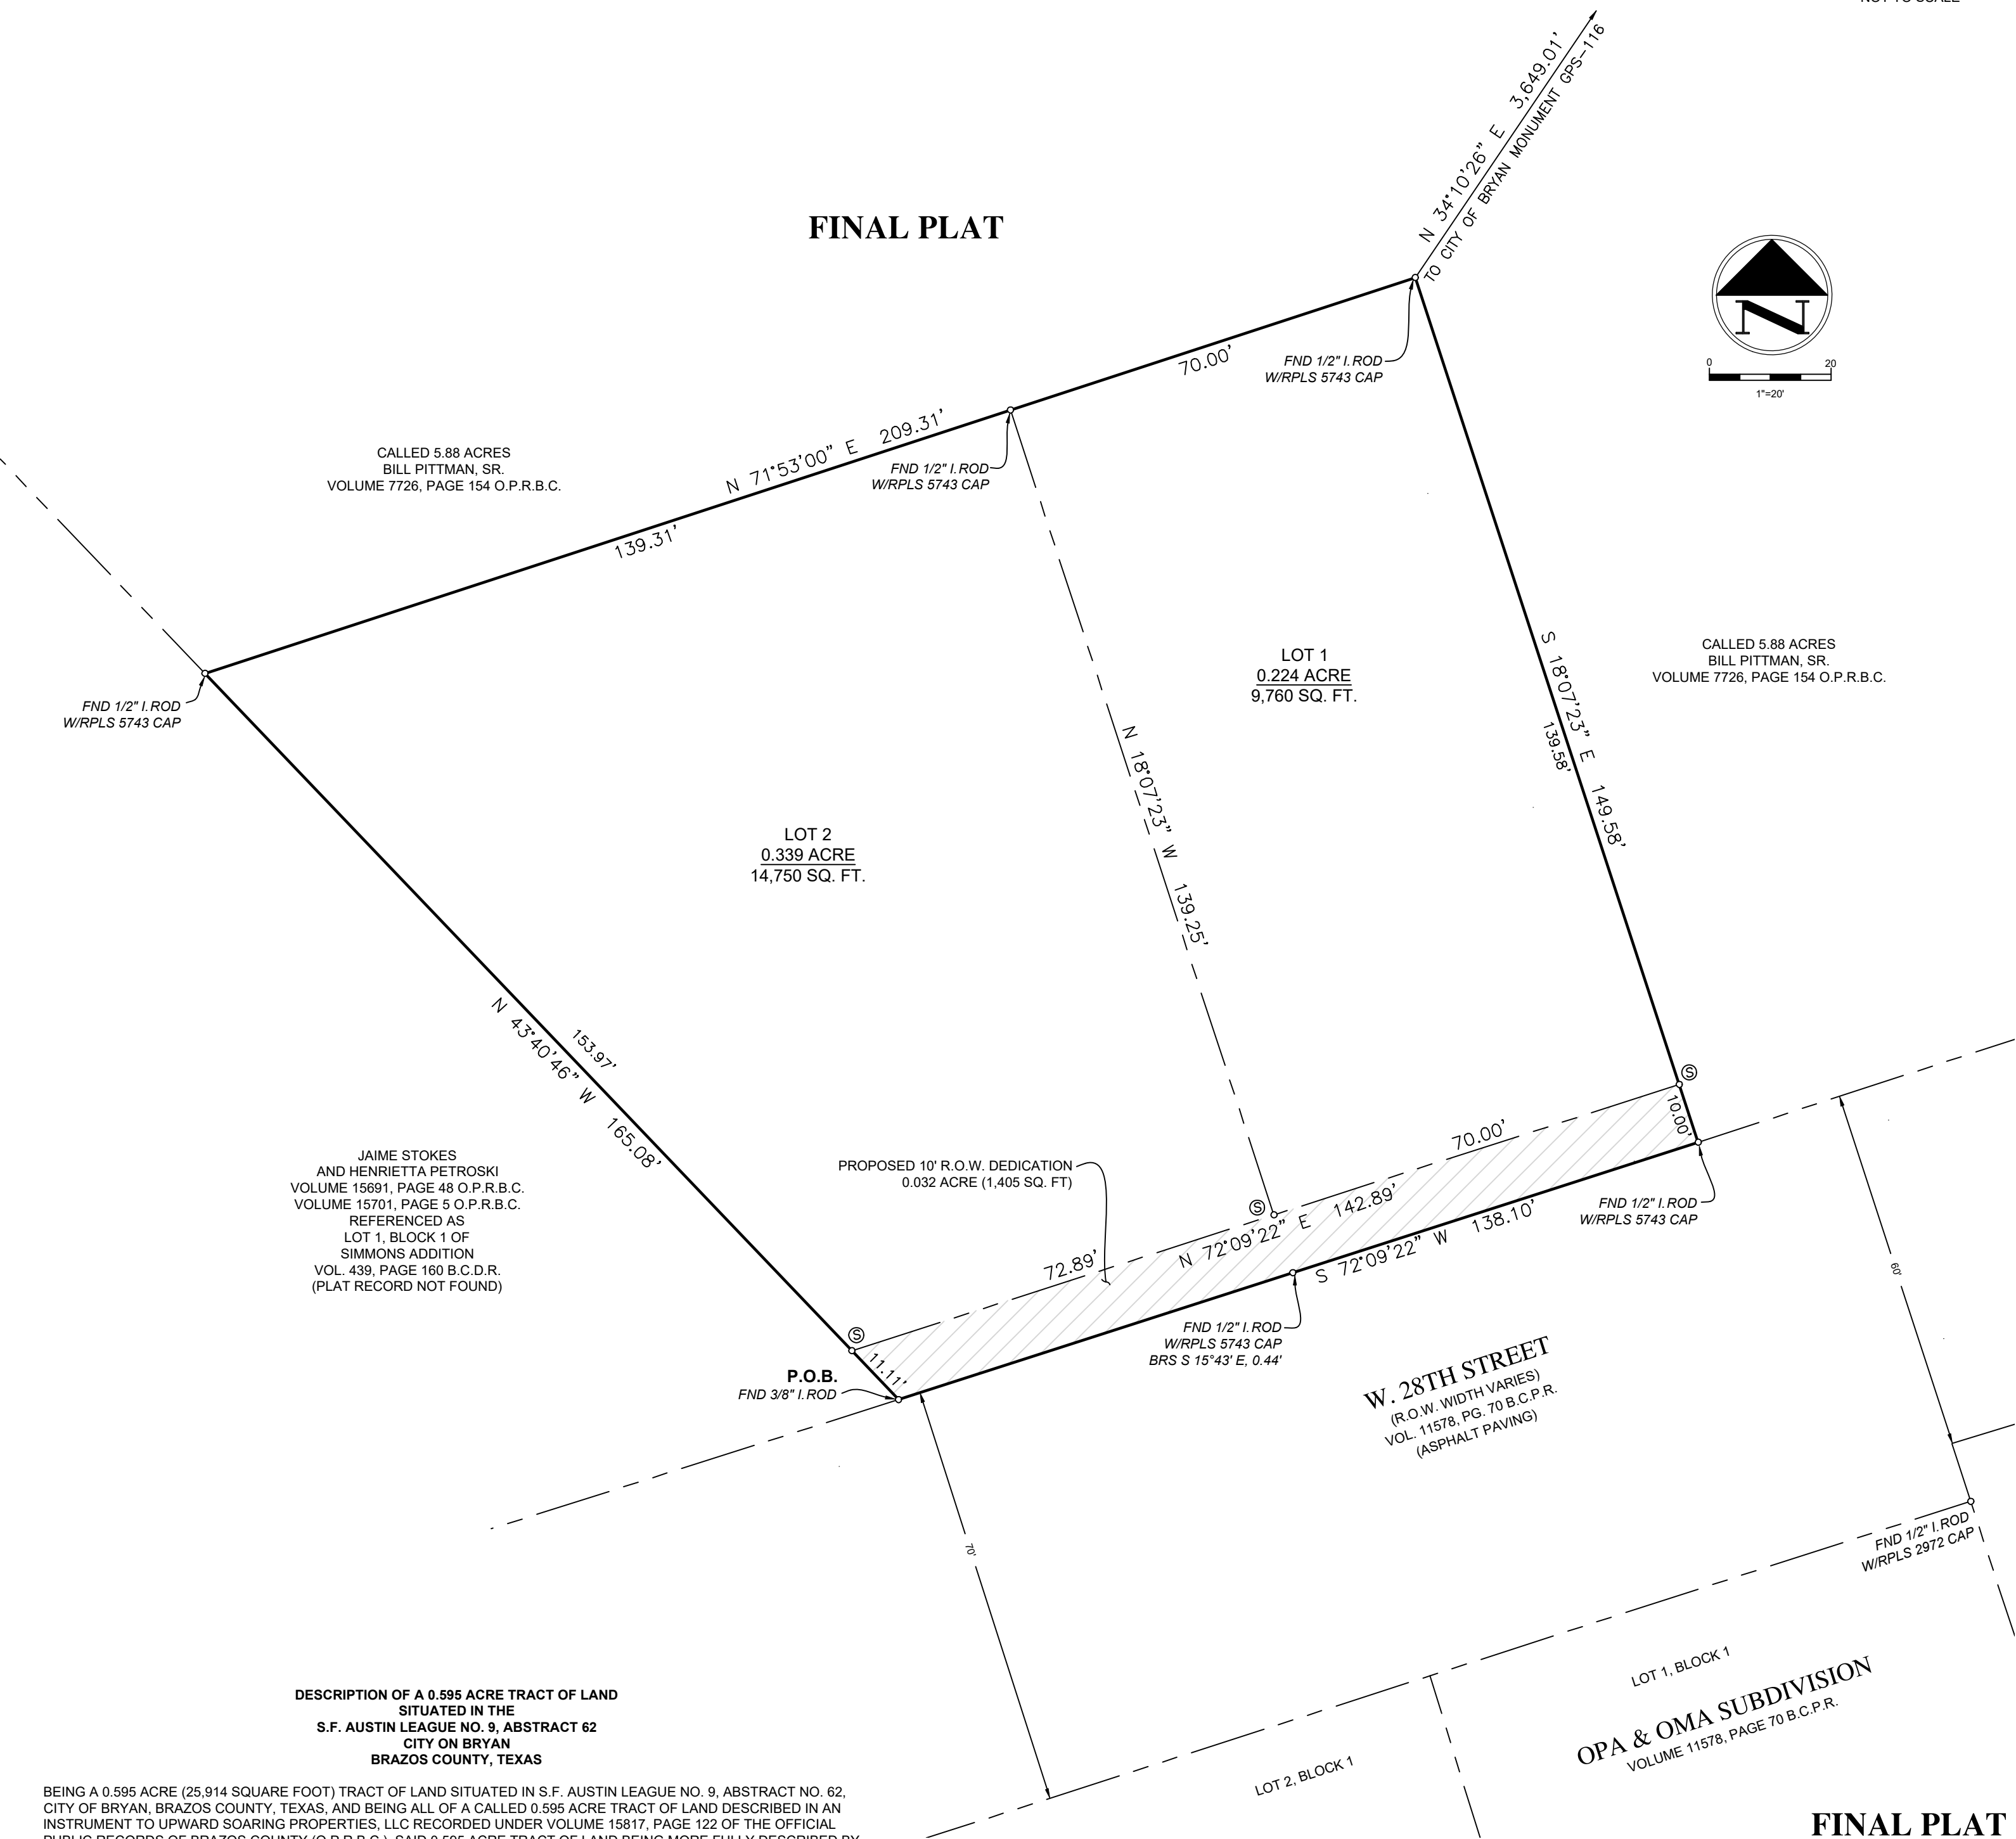 N 34°10'26" E 3,649.01'
TO CITY OF BRYAN MONUMENT GPS-116
FINAL PLAT
N
0 20
1"=20'
70.00'
FND 1/2" I.ROD
W/RPLS 5743 CAP
N 71°53'00" E 209.31'
139.31'
FND 1/2" I.ROD
W/RPLS 5743 CAP
CALLED 5.88 ACRES
BILL PITTMAN, SR.
VOLUME 7726, PAGE 154 O.P.R.B.C.
FND 1/2" I.ROD
W/RPLS 5743 CAP
LOT 1
0.224 ACRE
9,760 SQ. FT.
S 18°07'23" E 149.58'
139.58'
CALLED 5.88 ACRES
BILL PITTMAN, SR.
VOLUME 7726, PAGE 154 O.P.R.B.C.
N 18°07'23" W 139.25'
LOT 2
0.339 ACRE
14,750 SQ. FT.
N 43°40'46" W 165.08'
153.97'
S
10.00'
70.00'
JAIME STOKES
AND HENRIETTA PETROSKI
VOLUME 15691, PAGE 48 O.P.R.B.C.
VOLUME 15701, PAGE 5 O.P.R.B.C.
REFERENCED AS
LOT 1, BLOCK 1 OF
SIMMONS ADDITION
VOL. 439, PAGE 160 B.C.D.R.
(PLAT RECORD NOT FOUND)
PROPOSED 10' R.O.W. DEDICATION
0.032 ACRE (1,405 SQ. FT)
S
N 72°09'22" E 142.89'
72.89'
S 72°09'22" W 138.10'
FND 1/2" I.ROD
W/RPLS 5743 CAP
60'
S
11.11'
P.O.B.
FND 3/8" I.ROD
FND 1/2" I.ROD
W/RPLS 5743 CAP
BRS S 15°43' E, 0.44'
W. 28TH STREET
(R.O.W. WIDTH VARIES)
VOL. 11578, PG. 70 B.C.P.R.
(ASPHALT PAVING)
70'
FND 1/2" I.ROD
W/RPLS 2972 CAP
LOT 1, BLOCK 1
OPA & OMA SUBDIVISION
VOLUME 11578, PAGE 70 B.C.P.R.
LOT 2, BLOCK 1
DESCRIPTION OF A 0.595 ACRE TRACT OF LAND
SITUATED IN THE
S.F. AUSTIN LEAGUE NO. 9, ABSTRACT 62
CITY ON BRYAN
BRAZOS COUNTY, TEXAS
BEING A 0.595 ACRE (25,914 SQUARE FOOT) TRACT OF LAND SITUATED IN S.F. AUSTIN LEAGUE NO. 9, ABSTRACT NO. 62,
CITY OF BRYAN, BRAZOS COUNTY, TEXAS, AND BEING ALL OF A CALLED 0.595 ACRE TRACT OF LAND DESCRIBED IN AN
INSTRUMENT TO UPWARD SOARING PROPERTIES, LLC RECORDED UNDER VOLUME 15817, PAGE 122 OF THE OFFICIAL
FINAL PLAT